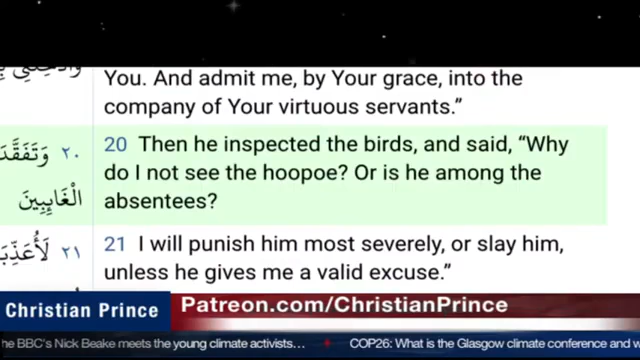 You. And admit me, by Your grace, into the
company of Your virtuous servants.”
20 Then he inspected the birds, and said, “Why
do I not see the hoopoe? Or is he among the
absentees?
٢٠ وَتَفَقَّدَ
الْغَائِبِينَ
21 I will punish him most severely, or slay him,
unless he gives me a valid excuse.”
٢١ لَأُعَذِّبَ
Christian Prince
Patreon.com/ChristianPrince
he BBC's Nick Beake meets the young climate activists...
COP26: What is the Glasgow climate conference and w